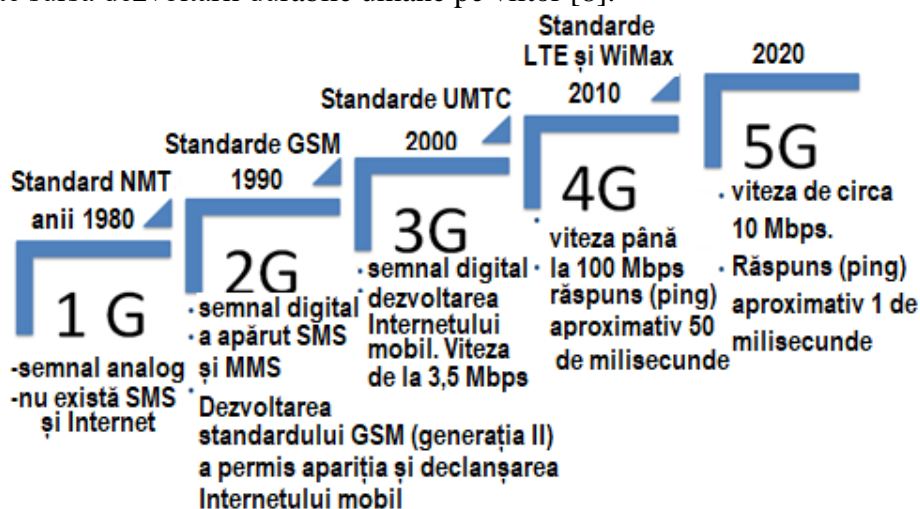 Standard NMT
anii 1980
1 G
-semnal analog
-nu există SMS
și Internet
Standarde GSM
1990
2G
· semnal digital
· a apărut SMS
și MMS
· Dezvoltarea
standardului GSM (generația II)
a permis apariția și declanșarea
Internetului mobil
Standarde UMTC
2000
3G
· semnal digital
· dezvoltarea
Internetului
mobil. Viteza
de la 3,5 Mbps
Standarde
LTE și WiMax
2010
4G
· viteza până
la 100 Mbps
răspuns (ping)
aproximativ 50
de milisecunde
2020
5G
· viteza de circa
10 Mbps.
· Răspuns (ping)
aproximativ 1 de
milisecunde